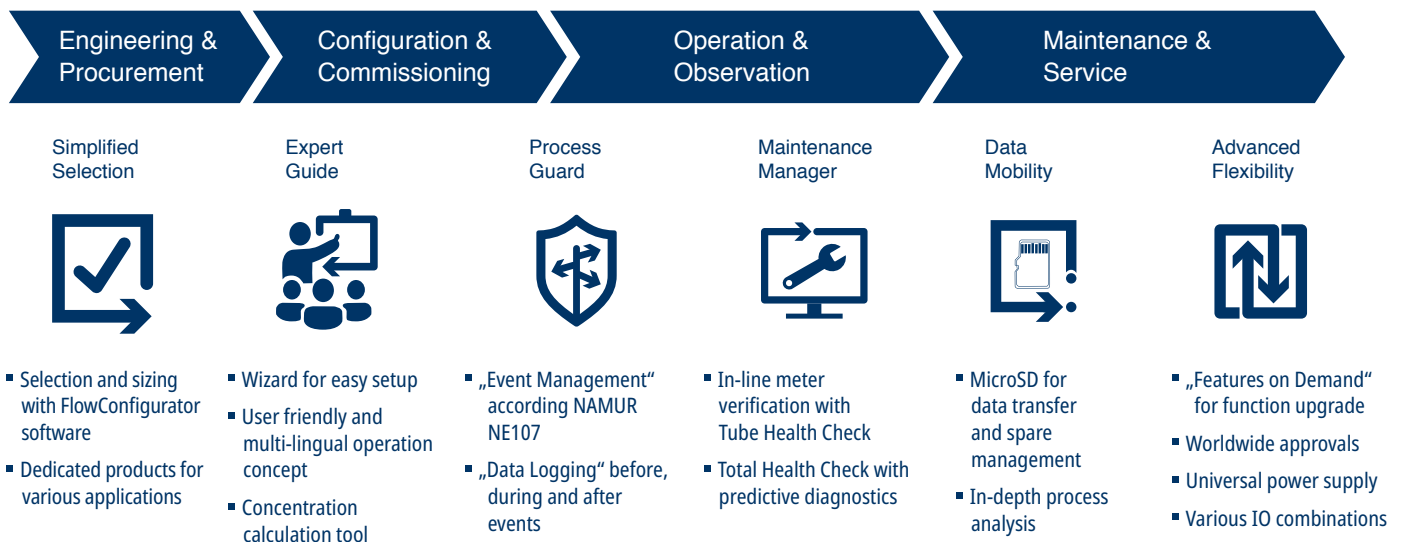 Engineering &
Procurement
Configuration &
Commissioning
Operation &
Observation
Maintenance &
Service
Simplified
Selection
Expert
Guide
Process
Guard
Maintenance
Manager
Data
Mobility
Advanced
Flexibility
▪ Selection and sizing
with FlowConfigurator
software
▪ Dedicated products for
various applications
▪ Wizard for easy setup
▪ User friendly and
multi-lingual operation
concept
▪ Concentration
calculation tool
▪ „Event Management“
according NAMUR
NE107
▪ „Data Logging“ before,
during and after
events
▪ In-line meter
verification with
Tube Health Check
▪ Total Health Check with
predictive diagnostics
▪ MicroSD for
data transfer
and spare
management
▪ In-depth process
analysis
▪ „Features on Demand“
for function upgrade
▪ Worldwide approvals
▪ Universal power supply
▪ Various IO combinations